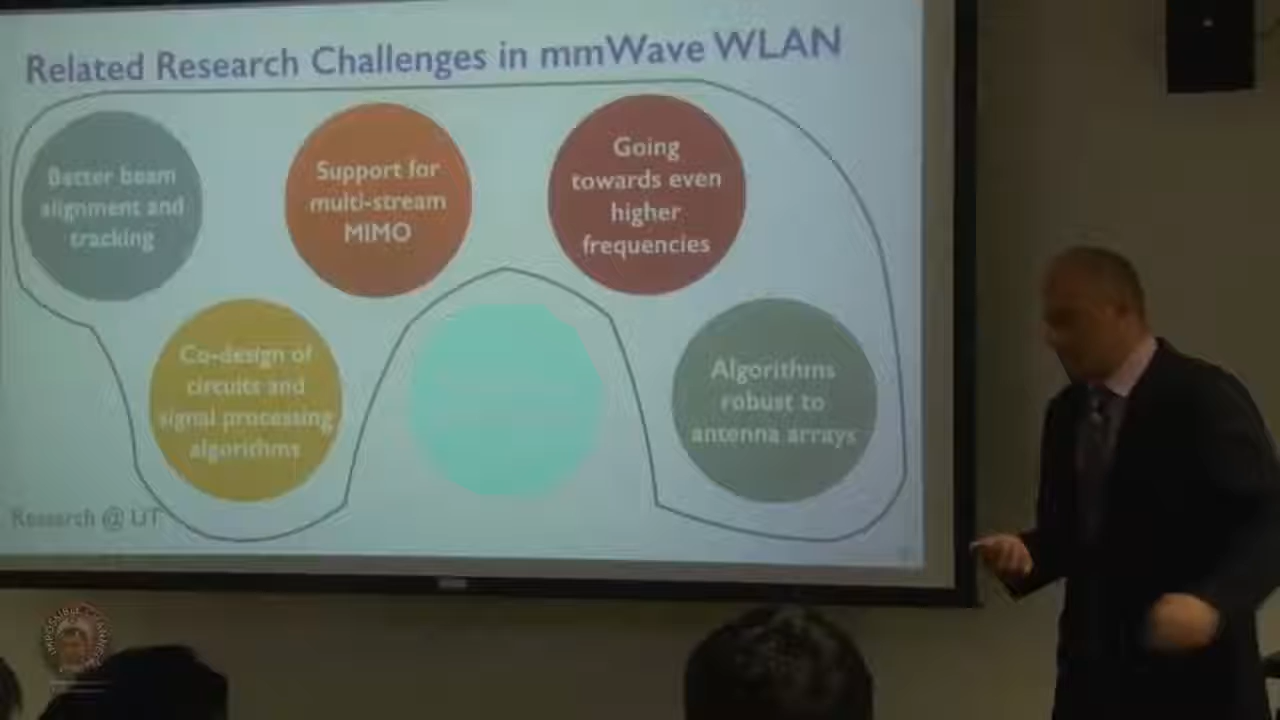 Related Research Challenges in mmWave WLAN
Better beam
alignment and
tracking
Support for
multi-stream
MIMO
Going
towards even
higher
frequencies
Co-design of
circuits and
signal processing
algorithms
Algorithms
robust to
antenna arrays
Research @ UT